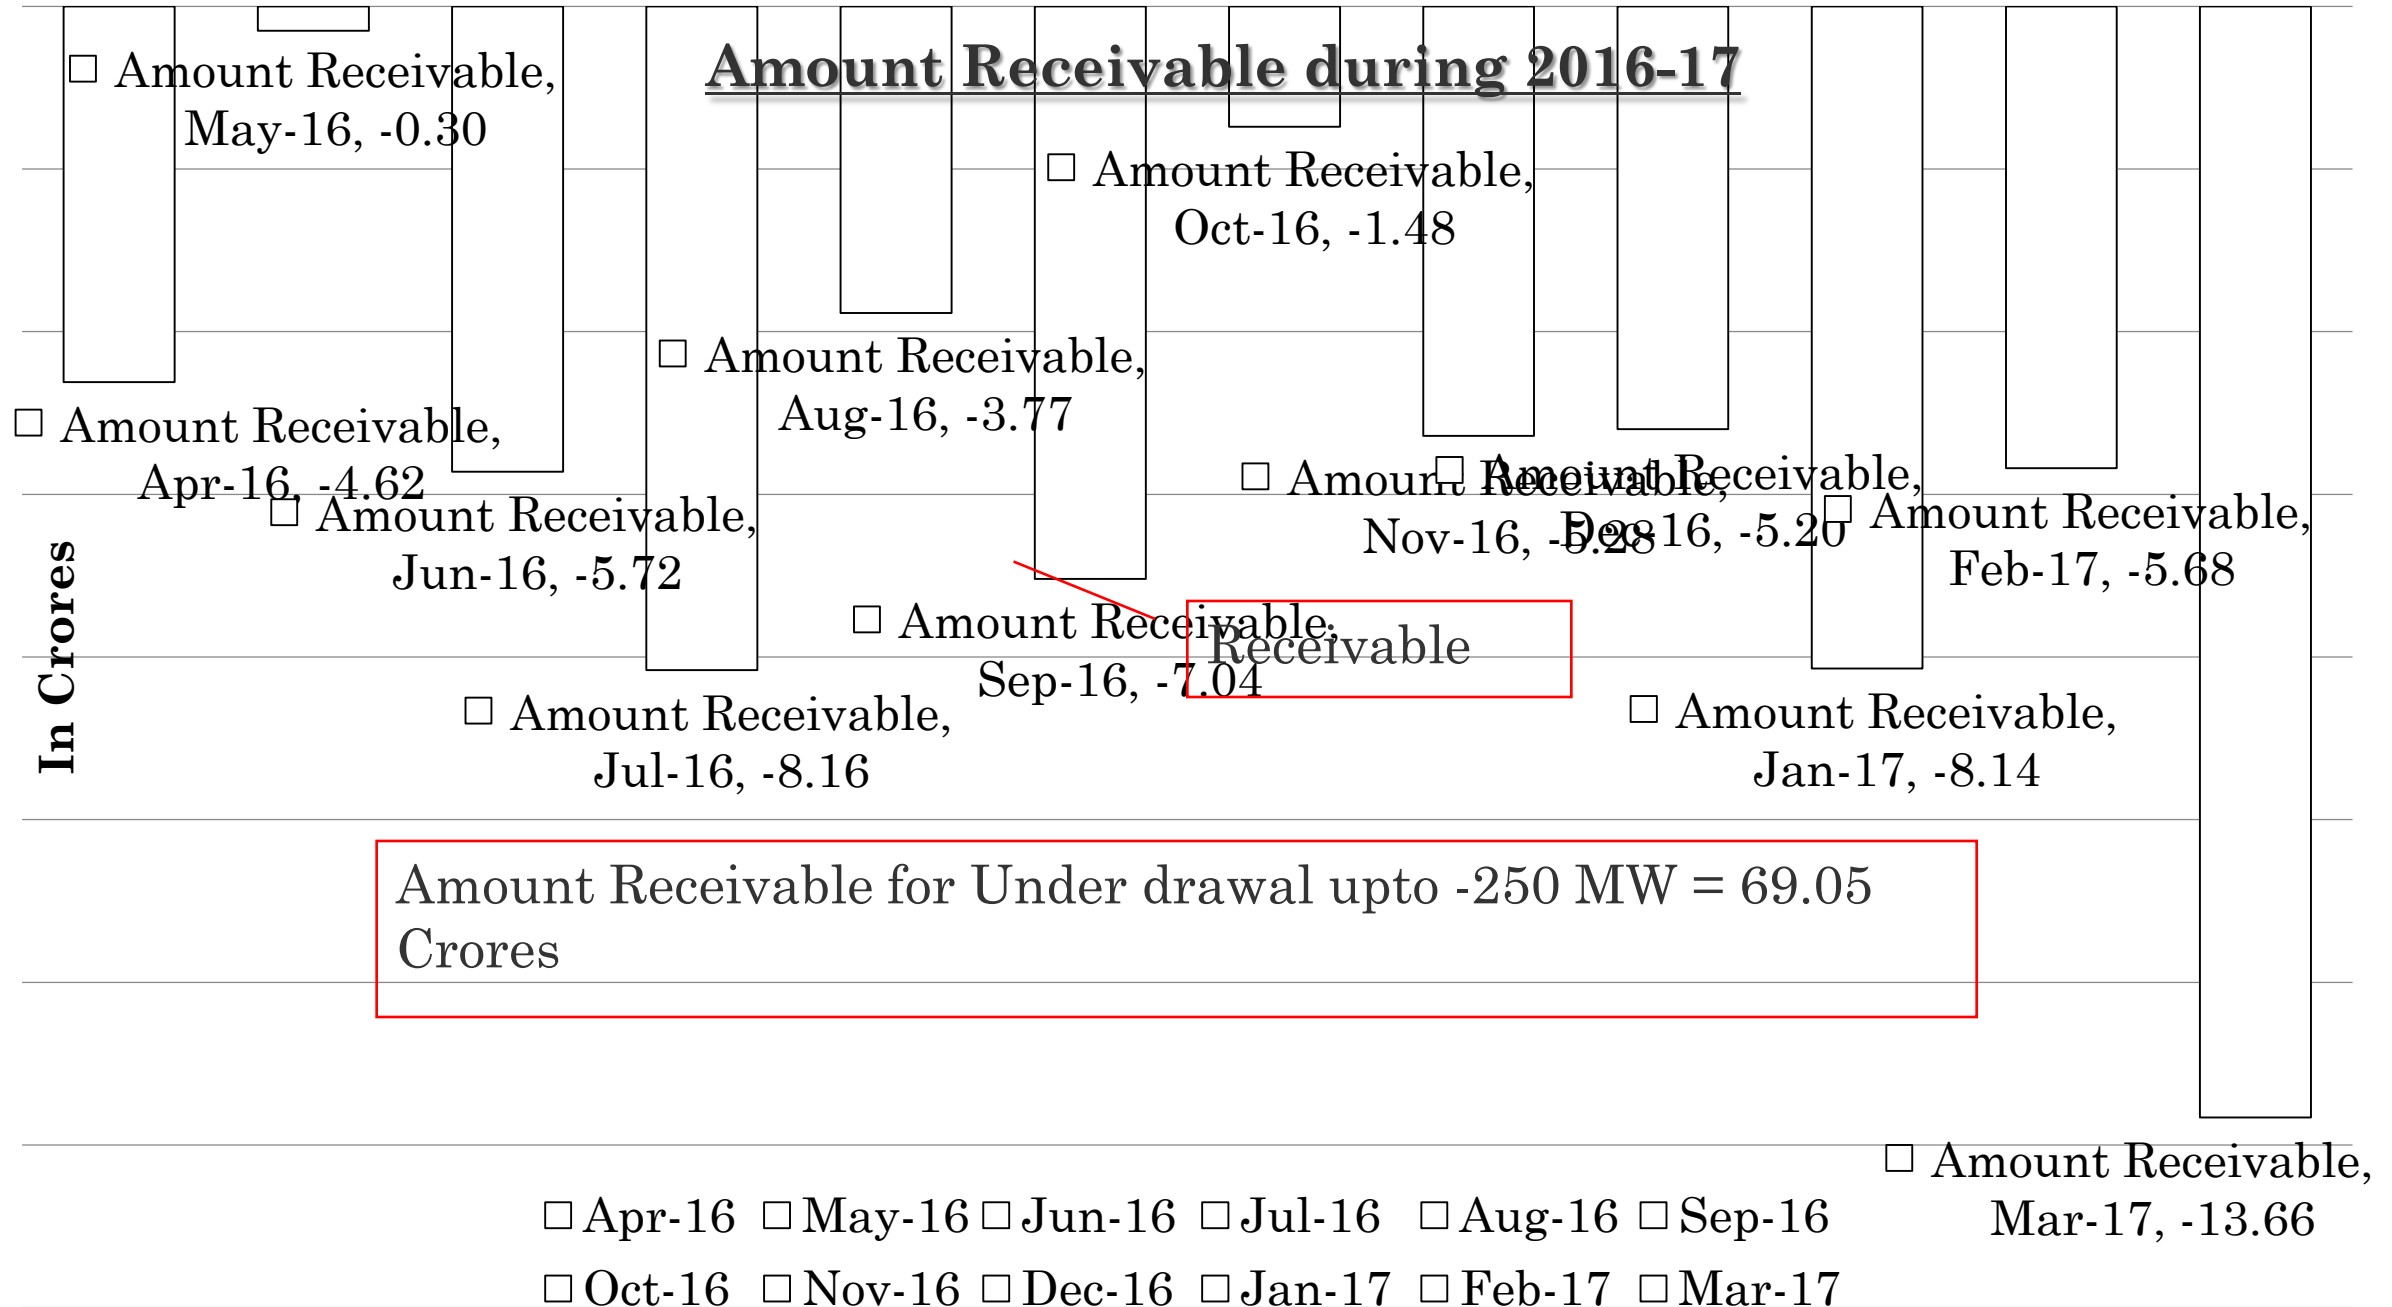 Amount Receivable during 2016-17
Amount Receivable,
May-16, -0.30
Amount Receivable,
Oct-16, -1.48
Amount Receivable,
Aug-16, -3.77
Amount Receivable,
Apr-16, -4.62
Amount Receivable,
Jun-16, -5.72
Amount Receivable,
Nov-16, -5.28
Amount Receivable,
Dec-16, -5.20
Amount Receivable,
Feb-17, -5.68
In Crores
Amount Receivable,
Sep-16, -7.04
Receivable
Amount Receivable,
Jul-16, -8.16
Amount Receivable,
Jan-17, -8.14
Amount Receivable for Under drawal upto -250 MW = 69.05
Crores
Amount Receivable,
Mar-17, -13.66
Apr-16 May-16 Jun-16 Jul-16 Aug-16 Sep-16
Oct-16 Nov-16 Dec-16 Jan-17 Feb-17 Mar-17